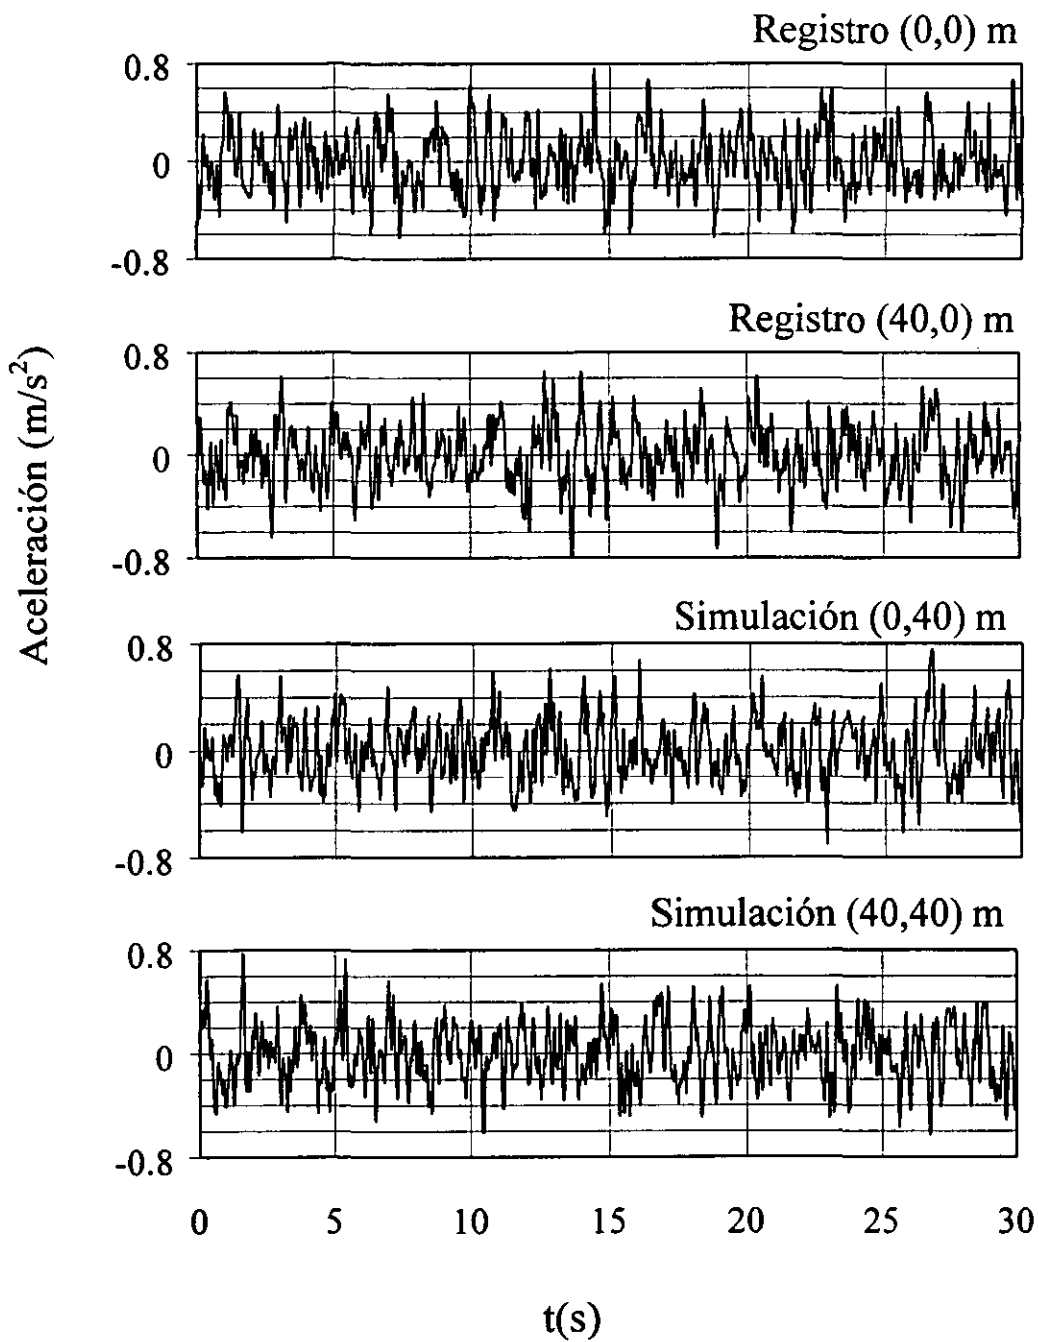 Registro (0,0) m
0.8
0
-0.8
Registro (40,0) m
0.8
0
-0.8
Aceleración (m/s²)
Simulación (0,40) m
0.8
0
-0.8
Simulación (40,40) m
0.8
0
-0.8
0 5 10 15 20 25 30
t(s)